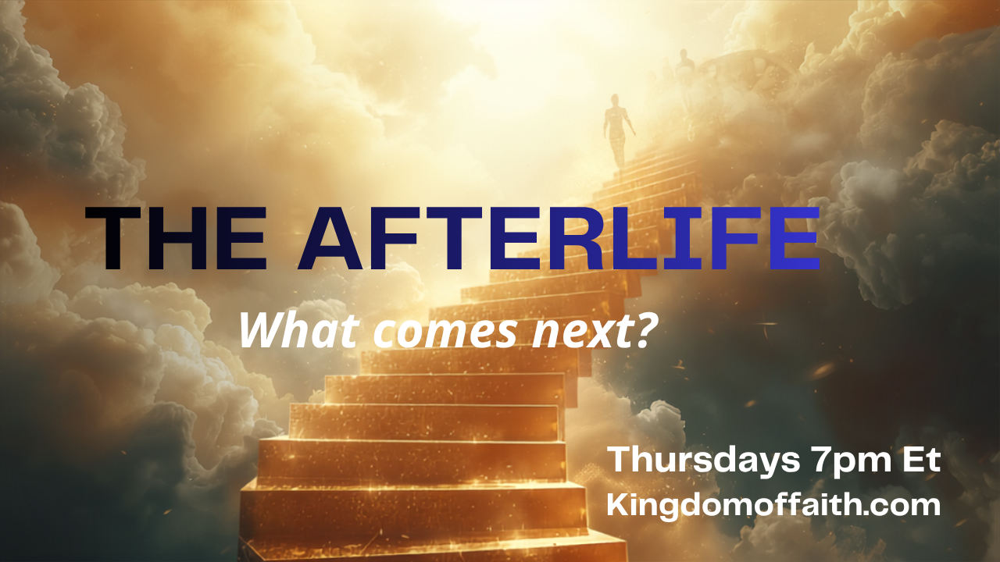 THE AFTERLIFE
What comes next?
Thursdays 7pm Et
Kingdomoffaith.com